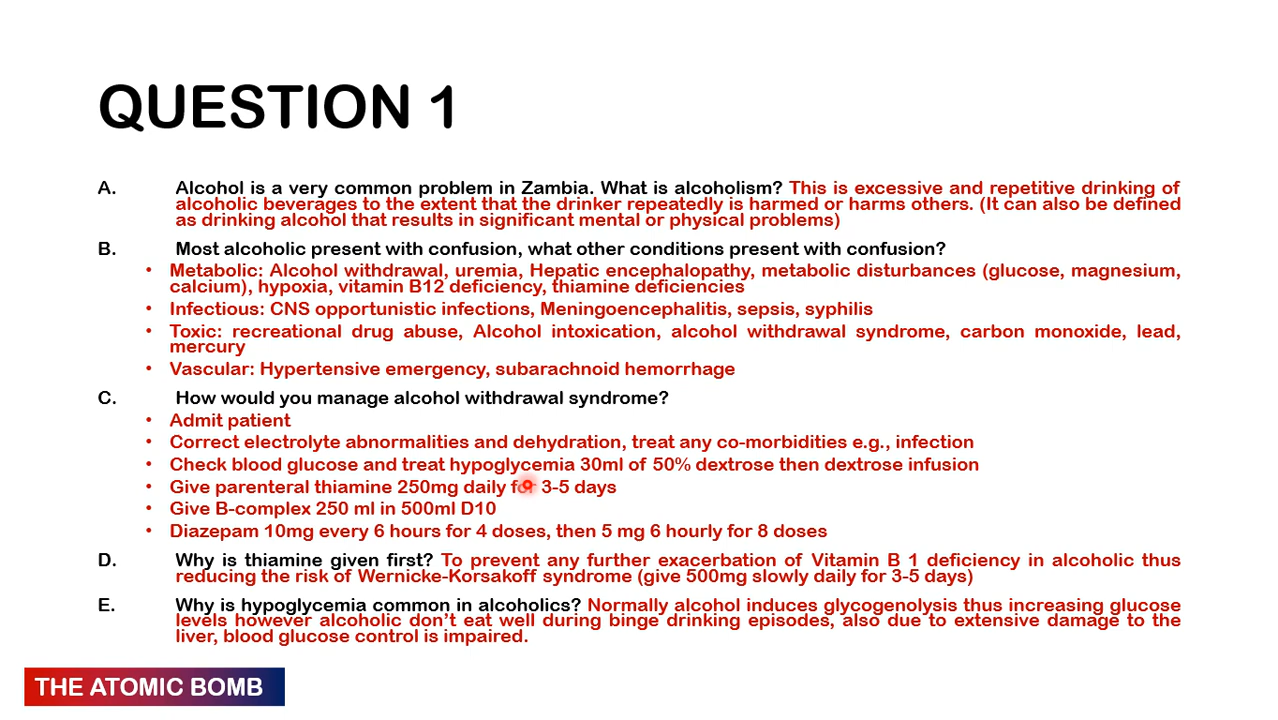 QUESTION 1
A. Alcohol is a very common problem in Zambia. What is alcoholism? This is excessive and repetitive drinking of
alcoholic beverages to the extent that the drinker repeatedly is harmed or harms others. (It can also be defined
as drinking alcohol that results in significant mental or physical problems)
B. Most alcoholic present with confusion, what other conditions present with confusion?
• Metabolic: Alcohol withdrawal, uremia, Hepatic encephalopathy, metabolic disturbances (glucose, magnesium,
calcium), hypoxia, vitamin B12 deficiency, thiamine deficiencies
• Infectious: CNS opportunistic infections, Meningoencephalitis, sepsis, syphilis
• Toxic: recreational drug abuse, Alcohol intoxication, alcohol withdrawal syndrome, carbon monoxide, lead,
mercury
• Vascular: Hypertensive emergency, subarachnoid hemorrhage
C. How would you manage alcohol withdrawal syndrome?
• Admit patient
• Correct electrolyte abnormalities and dehydration, treat any co-morbidities e.g., infection
• Check blood glucose and treat hypoglycemia 30ml of 50% dextrose then dextrose infusion
• Give parenteral thiamine 250mg daily for 3-5 days
• Give B-complex 250 ml in 500ml D10
• Diazepam 10mg every 6 hours for 4 doses, then 5 mg 6 hourly for 8 doses
D. Why is thiamine given first? To prevent any further exacerbation of Vitamin B 1 deficiency in alcoholic thus
reducing the risk of Wernicke-Korsakoff syndrome (give 500mg slowly daily for 3-5 days)
E. Why is hypoglycemia common in alcoholics? Normally alcohol induces glycogenolysis thus increasing glucose
levels however alcoholic don't eat well during binge drinking episodes, also due to extensive damage to the
liver, blood glucose control is impaired.
THE ATOMIC BOMB